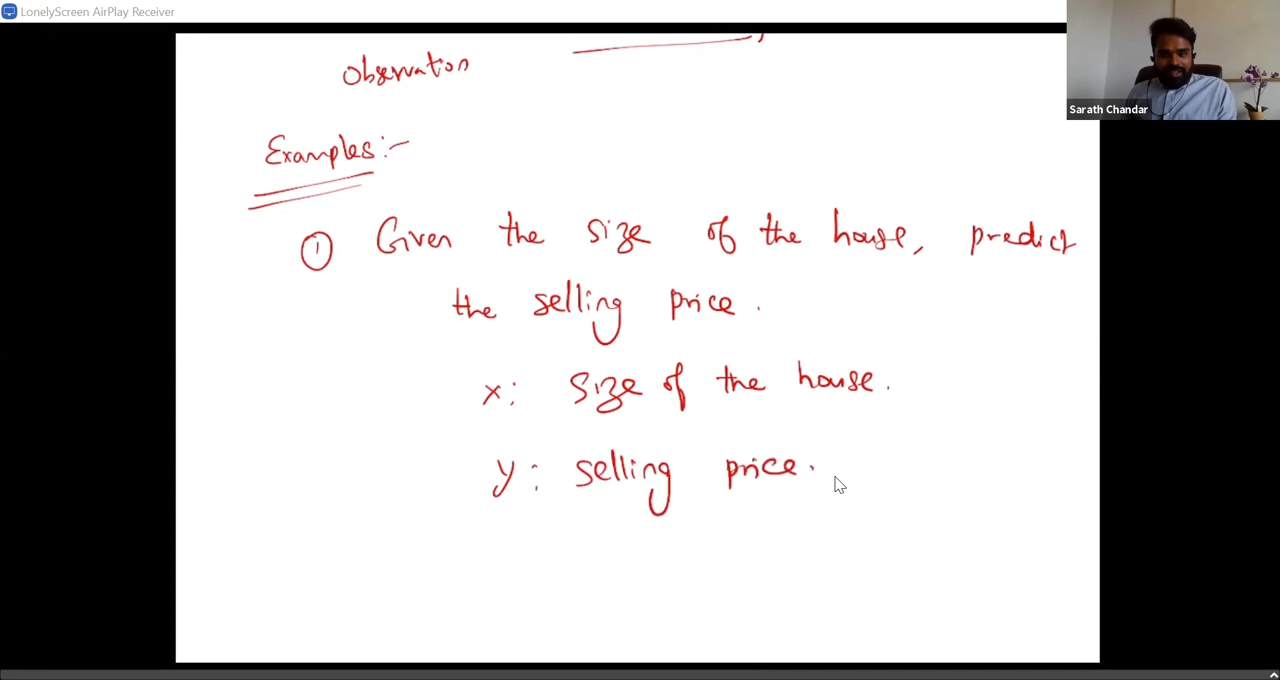 LonelyScreen AirPlay Receiver
Sarath Chandar
Observation
Examples:-
① Given the size of the house, predict
the selling price.
x: Size of the house.
y: selling price.